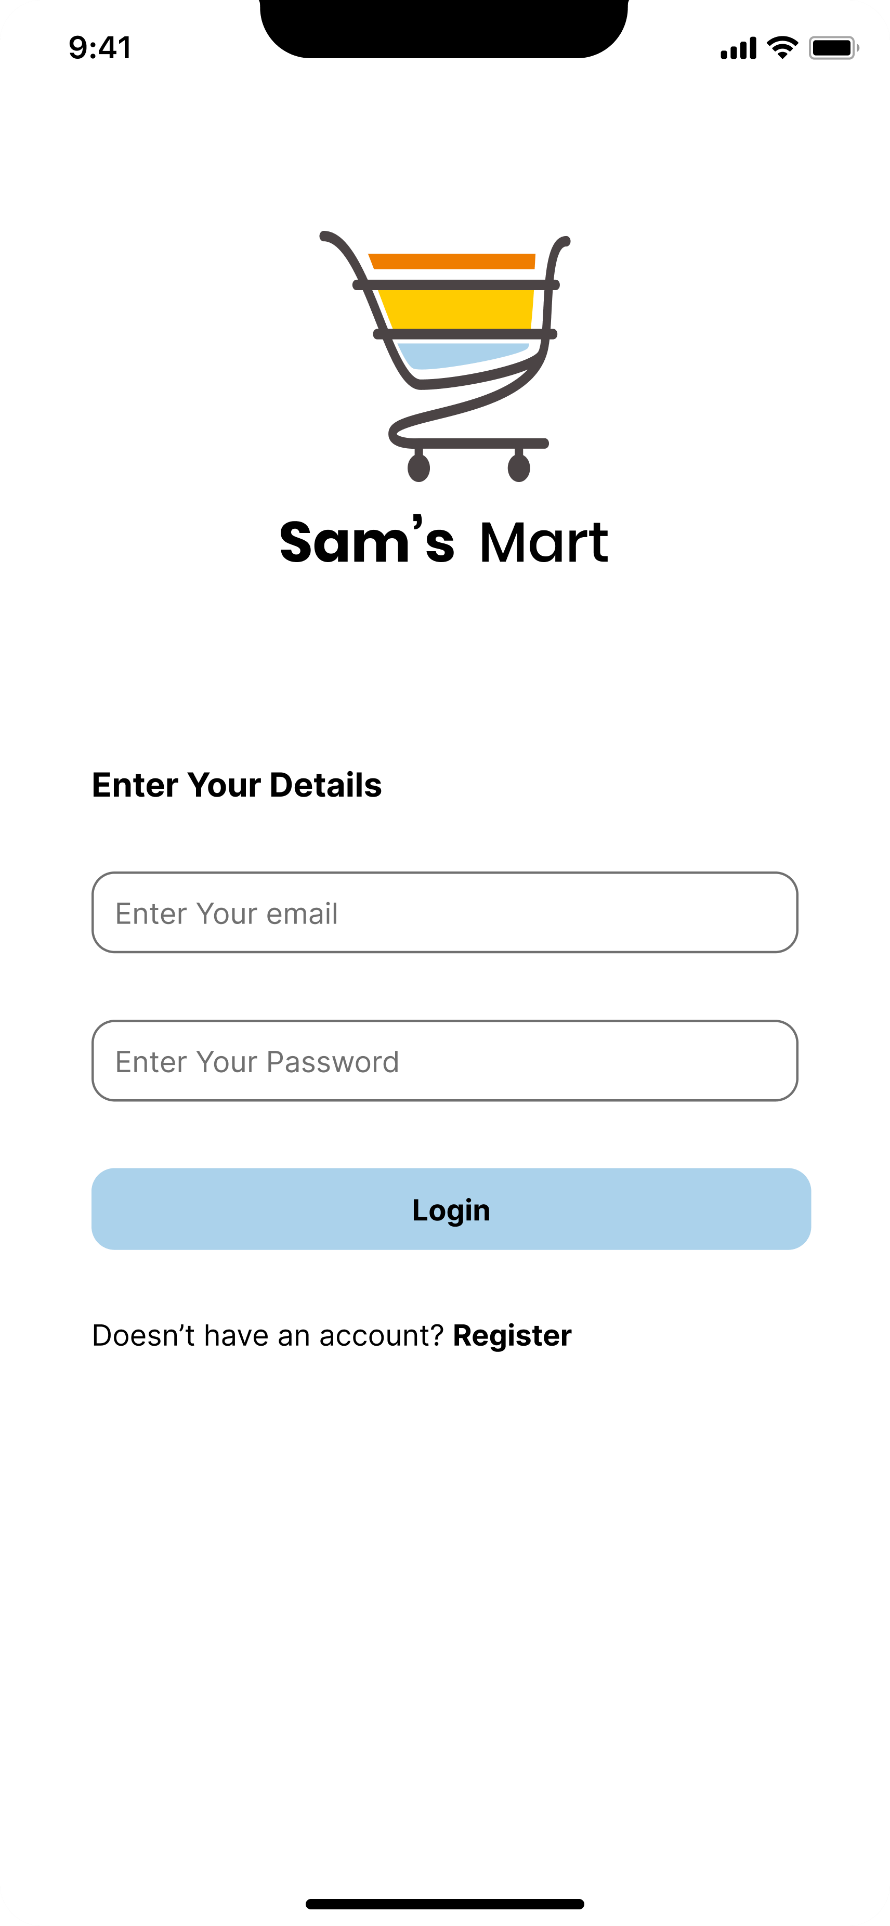 9:41
Sam’s Mart
Enter Your Details
Enter Your email
Enter Your Password
Login
Doesn’t have an account? Register